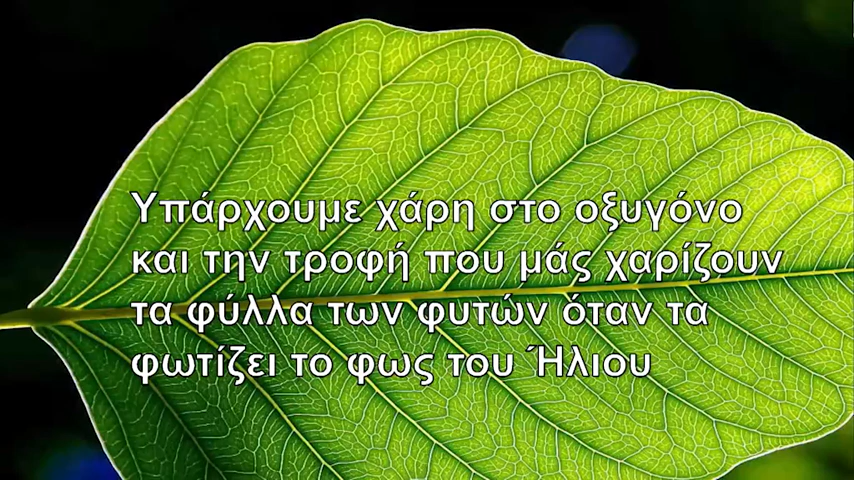 Υπάρχουμε χάρη στο οξυγόνο
και την τροφή που μάς χαρίζουν
τα φύλλα των φυτών όταν τα
φωτίζει το φως του Ήλιου